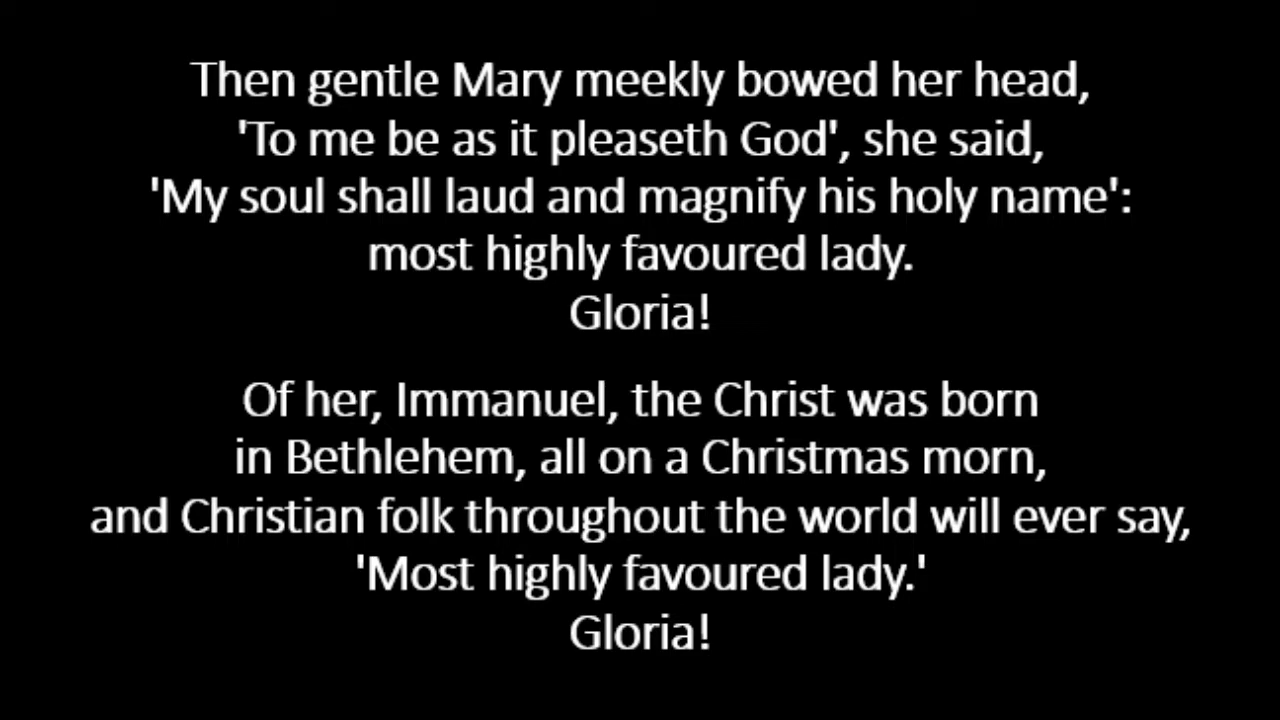 Then gentle Mary meekly bowed her head,
'To me be as it pleaseth God', she said,
'My soul shall laud and magnify his holy name':
most highly favoured lady.
Gloria!
Of her, Immanuel, the Christ was born
in Bethlehem, all on a Christmas morn,
and Christian folk throughout the world will ever say,
'Most highly favoured lady.'
Gloria!